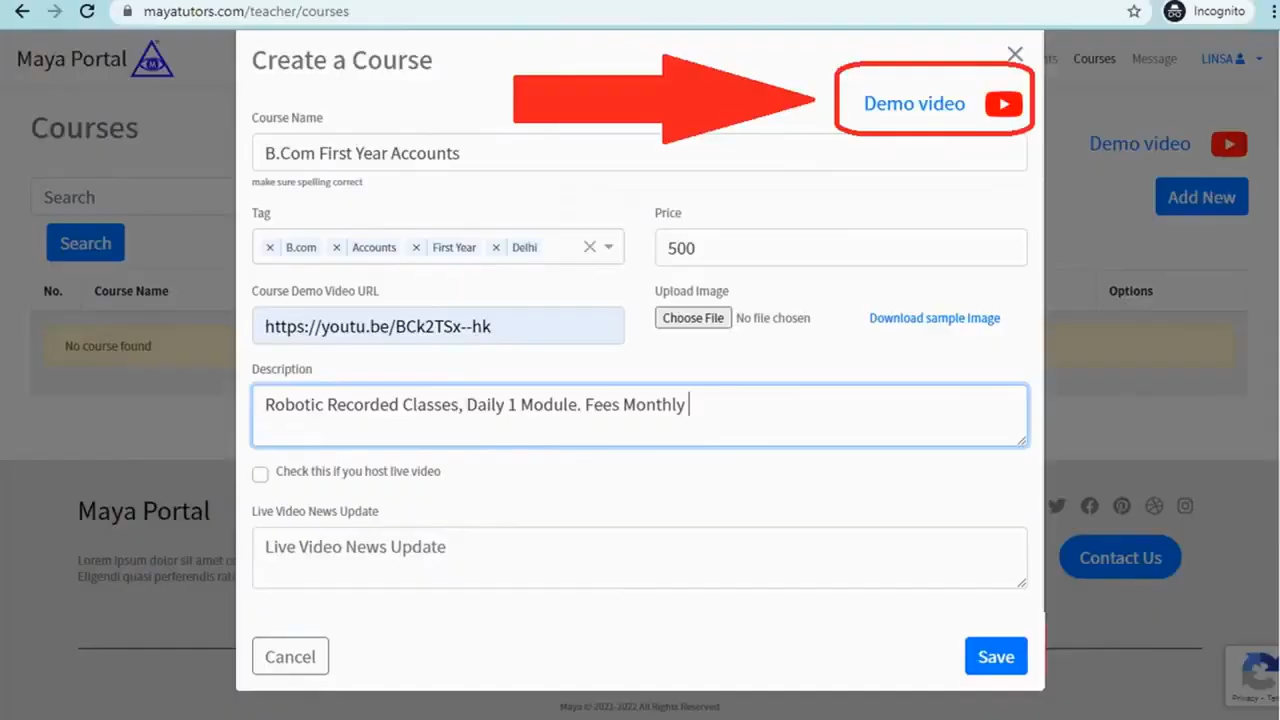 mayatutors.com/teacher/courses
Incognito
Maya Portal
Courses
Message
LINSA
Create a Course
Demo video
Courses
Course Name
Demo video
B.Com First Year Accounts
make sure spelling correct
Search
Add New
Tag
Price
× B.com × Accounts × First Year × Delhi
500
Search
No.
Course Name
Course Demo Video URL
Upload Image
Options
https://youtu.be/BCk2TSx--hk
Choose File No file chosen
Download sample Image
No course found
Description
Robotic Recorded Classes, Daily 1 Module. Fees Monthly
Check this if you host live video
Maya Portal
Live Video News Update
Live Video News Update
Lorem ipsum dolor sit amet
Eligendi quasi perferendis
Contact Us
Cancel
Save
Privacy
Maya © 2021-2022 All Rights Reserved